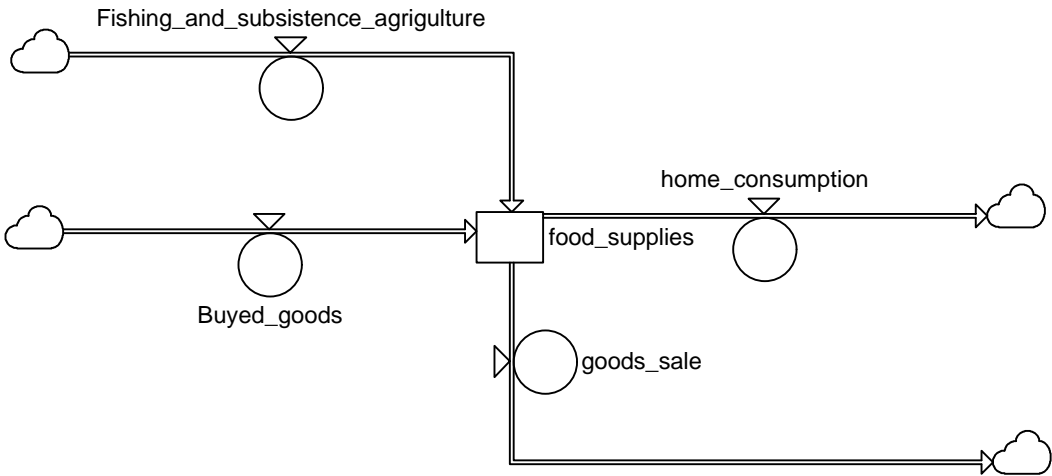 Fishing_and_subsistence_agrigulture
home_consumption
food_supplies
Buyed_goods
goods_sale